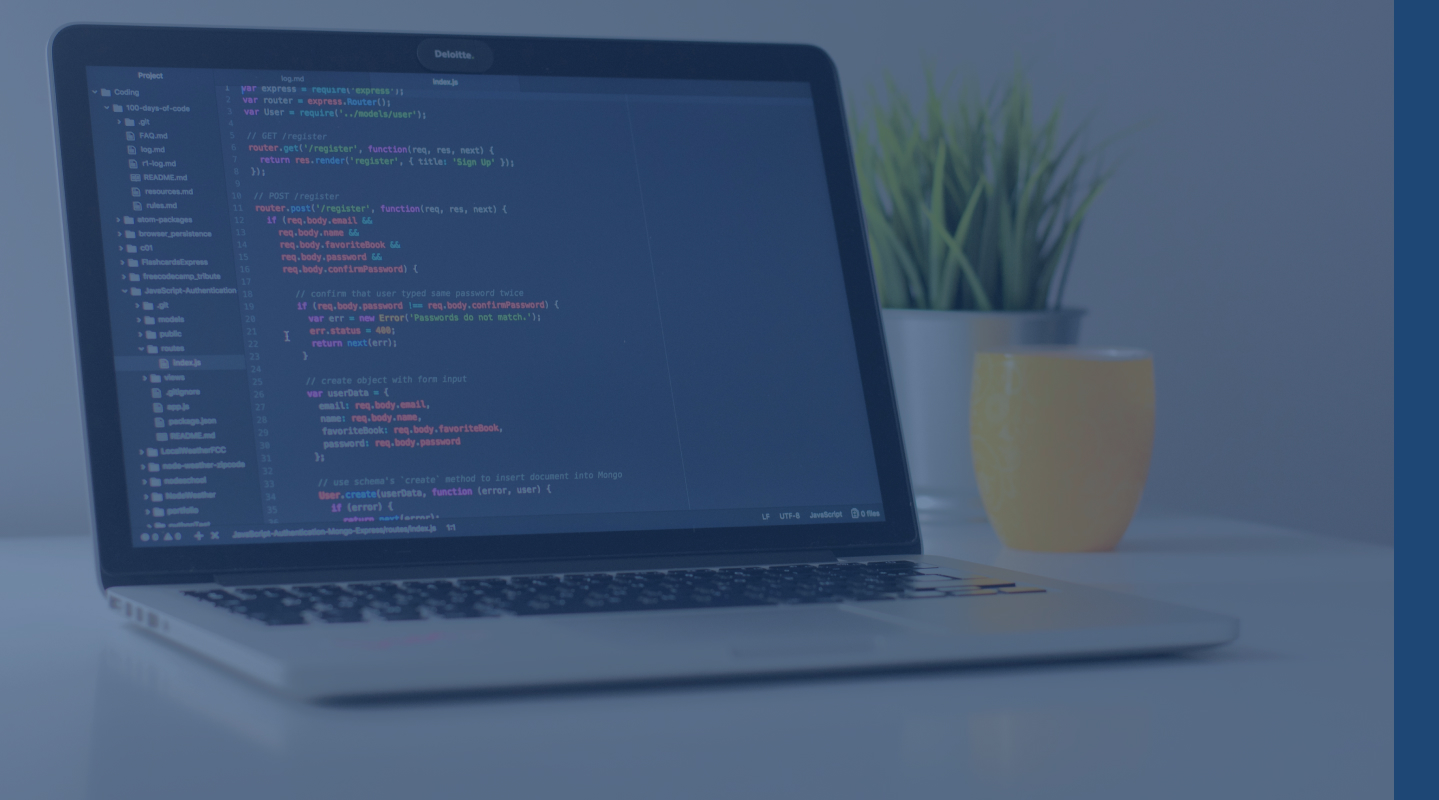 Deloitte.
Project
log.md
index.js
Coding
100-days-of-code
.git
FAQ.md
log.md
r1-log.md
README.md
resources.md
rules.md
atom-packages
browser_persistence
c01
FlashcardsExpress
freecodecamp_tribute
JavaScript-Authentication
.git
models
public
routes
index.js
views
.gitignore
app.js
package.json
README.md
LocalWeatherFCC
node-weather-zipcode
nodeschool
NodeWeather
portfolio
1 var express = require('express');
2 var router = express.Router();
3 var User = require('../models/user');
4
5 // GET /register
6 router.get('/register', function(req, res, next) {
7 return res.render('register', { title: 'Sign Up' });
8 });
9
10 // POST /register
11 router.post('/register', function(req, res, next) {
12 if (req.body.email &&
13 req.body.name &&
14 req.body.favoriteBook &&
15 req.body.password &&
16 req.body.confirmPassword) {
17
18 // confirm that user typed same password twice
19 if (req.body.password !== req.body.confirmPassword) {
20 var err = new Error('Passwords do not match.');
21 err.status = 400;
22 return next(err);
23 }
24
25 // create object with form input
26 var userData = {
27 email: req.body.email,
28 name: req.body.name,
29 favoriteBook: req.body.favoriteBook,
30 password: req.body.password
31 };
32
33 // use schema's `create` method to insert document into Mongo
34 User.create(userData, function (error, user) {
35 if (error) {
36 return next(error);
0 0 JavaScript-Authentication-Mongo-Express/routes/index.js 1:1
LF UTF-8 JavaScript 0 files